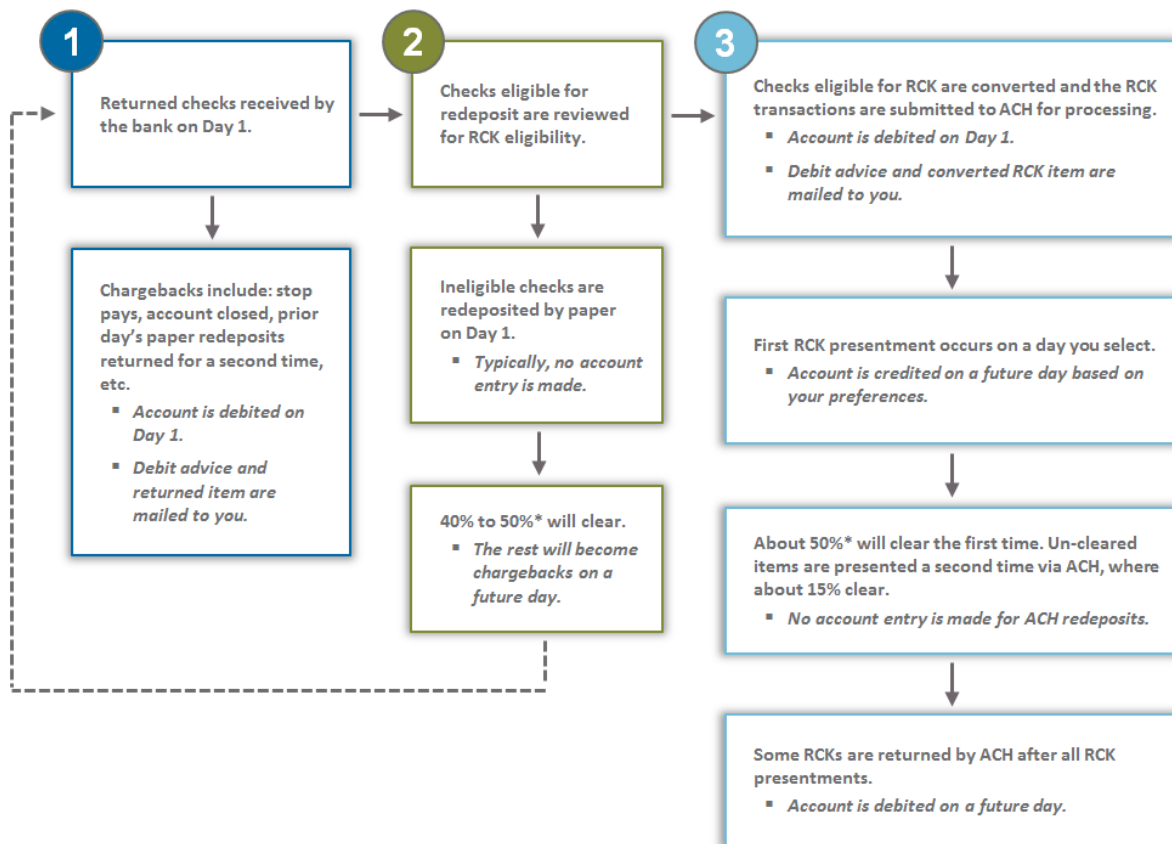 1
Returned checks received by
the bank on Day 1.
Chargebacks include: stop
pays, account closed, prior
day's paper redeposits
returned for a second time,
etc.
▪ Account is debited on
Day 1.
▪ Debit advice and
returned item are
mailed to you.
2
Checks eligible for
redeposit are reviewed
for RCK eligibility.
Ineligible checks are
redeposited by paper
on Day 1.
▪ Typically, no account
entry is made.
40% to 50%* will clear.
▪ The rest will become
chargebacks on a
future day.
3
Checks eligible for RCK are converted and the RCK
transactions are submitted to ACH for processing.
▪ Account is debited on Day 1.
▪ Debit advice and converted RCK item are
mailed to you.
First RCK presentment occurs on a day you select.
▪ Account is credited on a future day based on
your preferences.
About 50%* will clear the first time. Un-cleared
items are presented a second time via ACH, where
about 15% clear.
▪ No account entry is made for ACH redeposits.
Some RCKs are returned by ACH after all RCK
presentments.
▪ Account is debited on a future day.